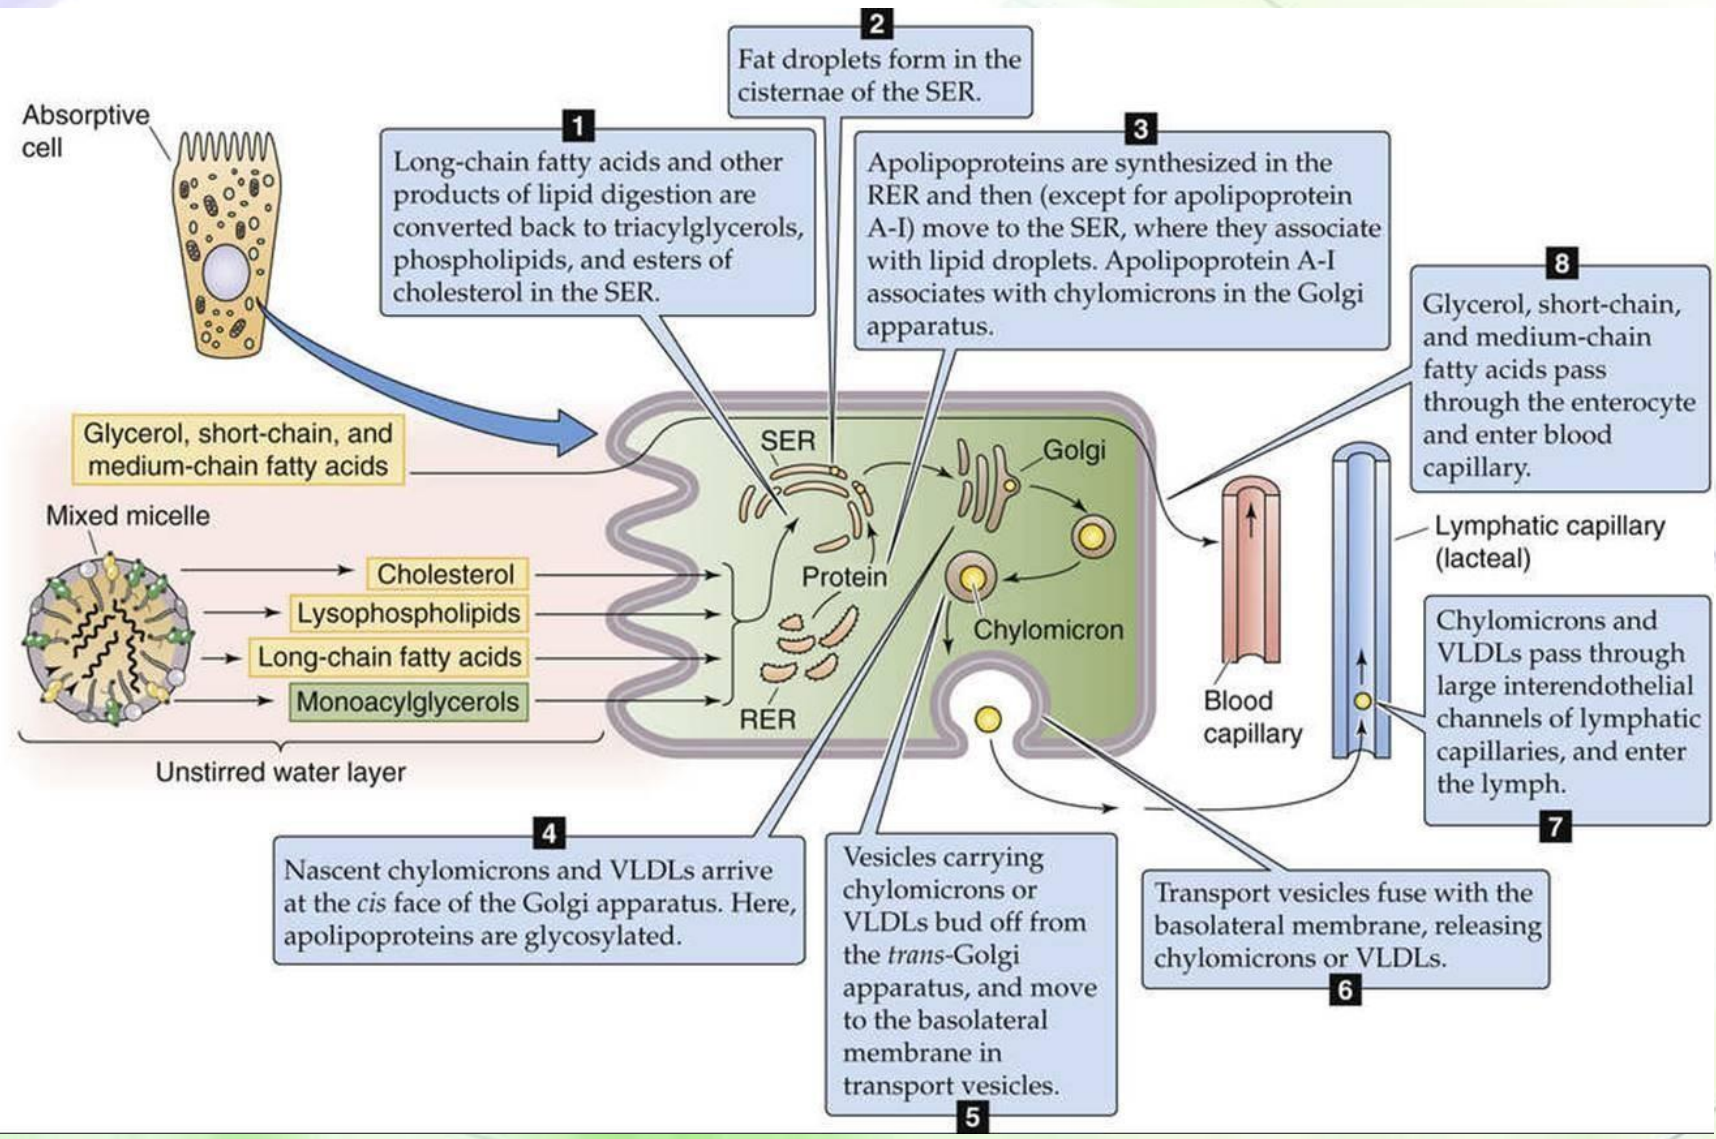 2
Fat droplets form in the
cisternae of the SER.
Absorptive
cell
1
Long-chain fatty acids and other
products of lipid digestion are
converted back to triacylglycerols,
phospholipids, and esters of
cholesterol in the SER.
3
Apolipoproteins are synthesized in the
RER and then (except for apolipoprotein
A-I) move to the SER, where they associate
with lipid droplets. Apolipoprotein A-I
associates with chylomicrons in the Golgi
apparatus.
8
Glycerol, short-chain,
and medium-chain
fatty acids pass
through the enterocyte
and enter blood
capillary.
Glycerol, short-chain, and
medium-chain fatty acids
SER
Golgi
Mixed micelle
Lymphatic capillary
(lacteal)
Cholesterol
Lysophospholipids
Long-chain fatty acids
Monoacylglycerols
Protein
Chylomicron
RER
Blood
capillary
Unstirred water layer
Chylomicrons and
VLDLs pass through
large interendothelial
channels of lymphatic
capillaries, and enter
the lymph.
7
4
Nascent chylomicrons and VLDLs arrive
at the cis face of the Golgi apparatus. Here,
apolipoproteins are glycosylated.
Vesicles carrying
chylomicrons or
VLDLs bud off from
the trans-Golgi
apparatus, and move
to the basolateral
membrane in
transport vesicles.
5
Transport vesicles fuse with the
basolateral membrane, releasing
chylomicrons or VLDLs.
6